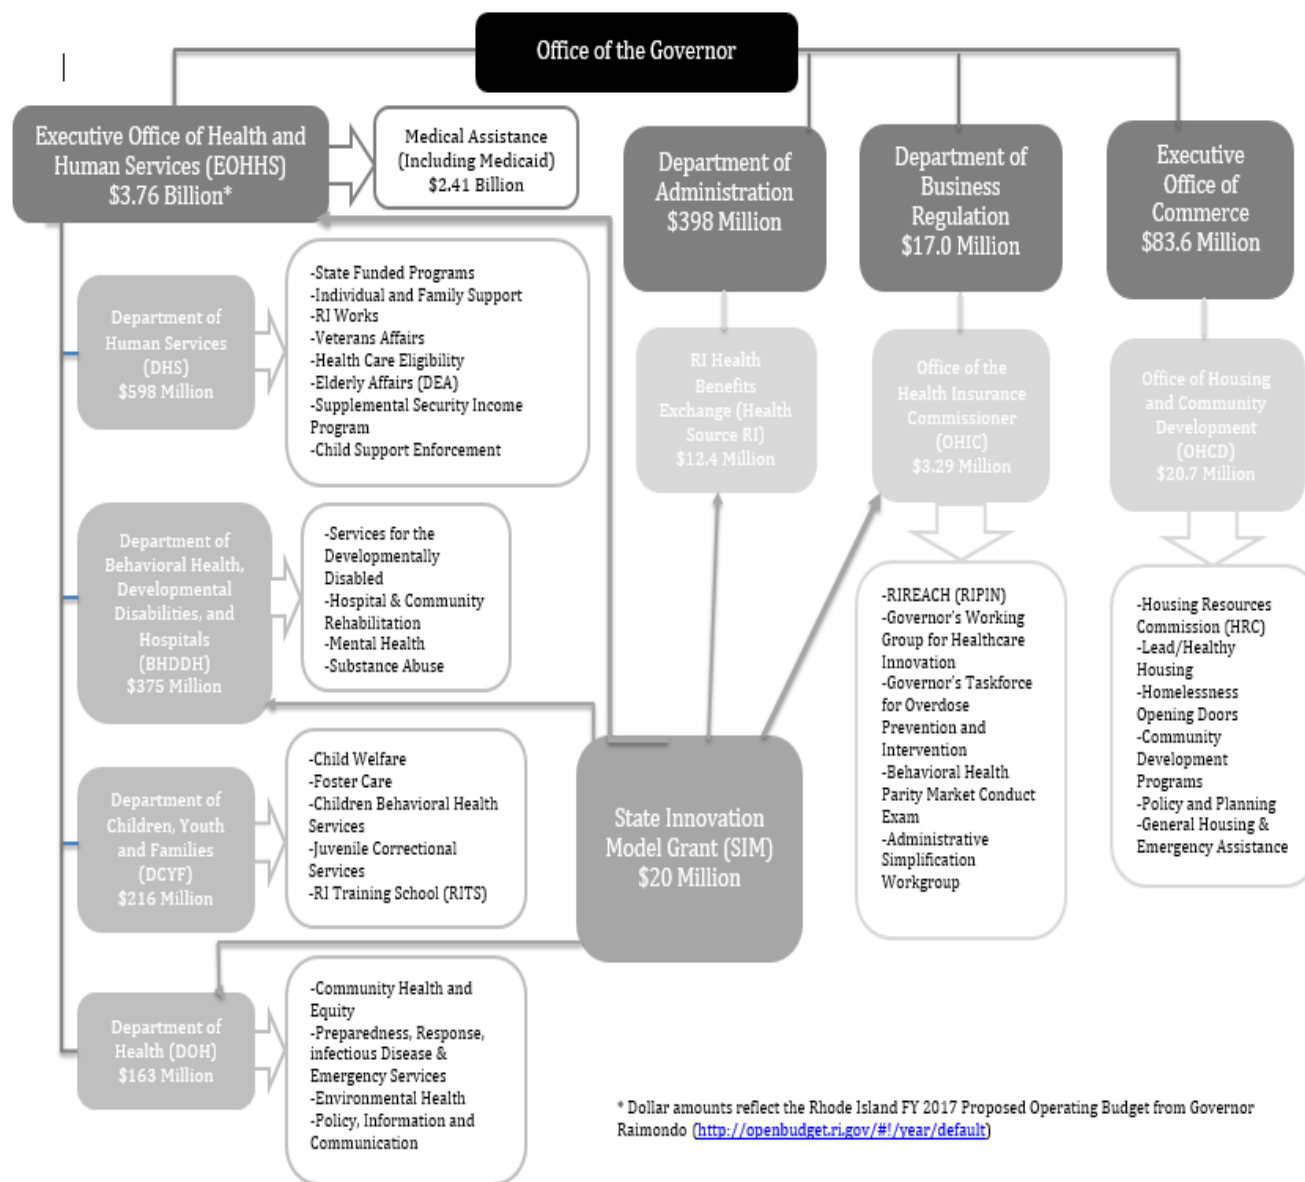 Office of the Governor
Executive Office of Health and
Human Services (EOHHS)
$3.76 Billion*
Medical Assistance
(Including Medicaid)
$2.41 Billion
Department of
Administration
$398 Million
Department of
Business
Regulation
$17.0 Million
Executive
Office of
Commerce
$83.6 Million
Department of
Human Services
(DHS)
$598 Million
-State Funded Programs
-Individual and Family Support
-RI Works
-Veterans Affairs
-Health Care Eligibility
-Elderly Affairs (DEA)
-Supplemental Security Income
Program
-Child Support Enforcement
RI Health
Benefits
Exchange (Health
Source RI)
$12.4 Million
Office of the
Health Insurance
Commissioner
(OHIC)
$3.29 Million
Office of Housing
and Community
Development
(OHCD)
$20.7 Million
Department of
Behavioral Health,
Developmental
Disabilities, and
Hospitals
(BHDDH)
$375 Million
-Services for the
Developmentally
Disabled
-Hospital & Community
Rehabilitation
-Mental Health
-Substance Abuse
-RIREACH (RIPIN)
-Governor's Working
Group for Healthcare
Innovation
-Governor's Taskforce
for Overdose
Prevention and
Intervention
-Behavioral Health
Parity Market Conduct
Exam
-Administrative
Simplification
Workgroup
-Housing Resources
Commission (HRC)
-Lead/Healthy
Housing
-Homelessness
Opening Doors
-Community
Development
Programs
-Policy and Planning
-General Housing &
Emergency Assistance
Department of
Children, Youth
and Families
(DCYF)
$216 Million
-Child Welfare
-Foster Care
-Children Behavioral Health
Services
-Juvenile Correctional
Services
-RI Training School (RITS)
State Innovation
Model Grant (SIM)
$20 Million
Department of
Health (DOH)
$163 Million
-Community Health and
Equity
-Preparedness, Response,
infectious Disease &
Emergency Services
-Environmental Health
-Policy, Information and
Communication
* Dollar amounts reflect the Rhode Island FY 2017 Proposed Operating Budget from Governor
Raimondo (http://openbudget.ri.gov/#!/year/default)